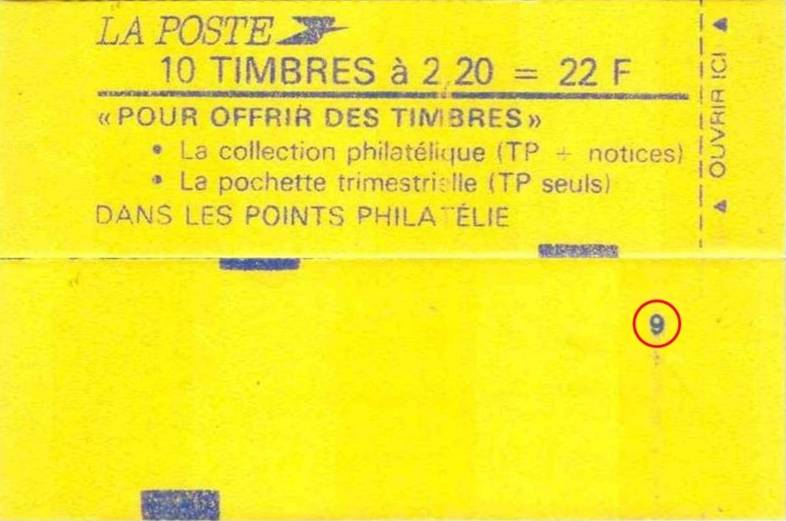 LA POSTE
10 TIMBRES à 2,20 = 22 F
«POUR OFFRIR DES TIMBRES»
• La collection philatélique (TP + notices)
• La pochette trimestrielle (TP seuls)
DANS LES POINTS PHILATÉLIE
▲ OUVRIR ICI ▲
9